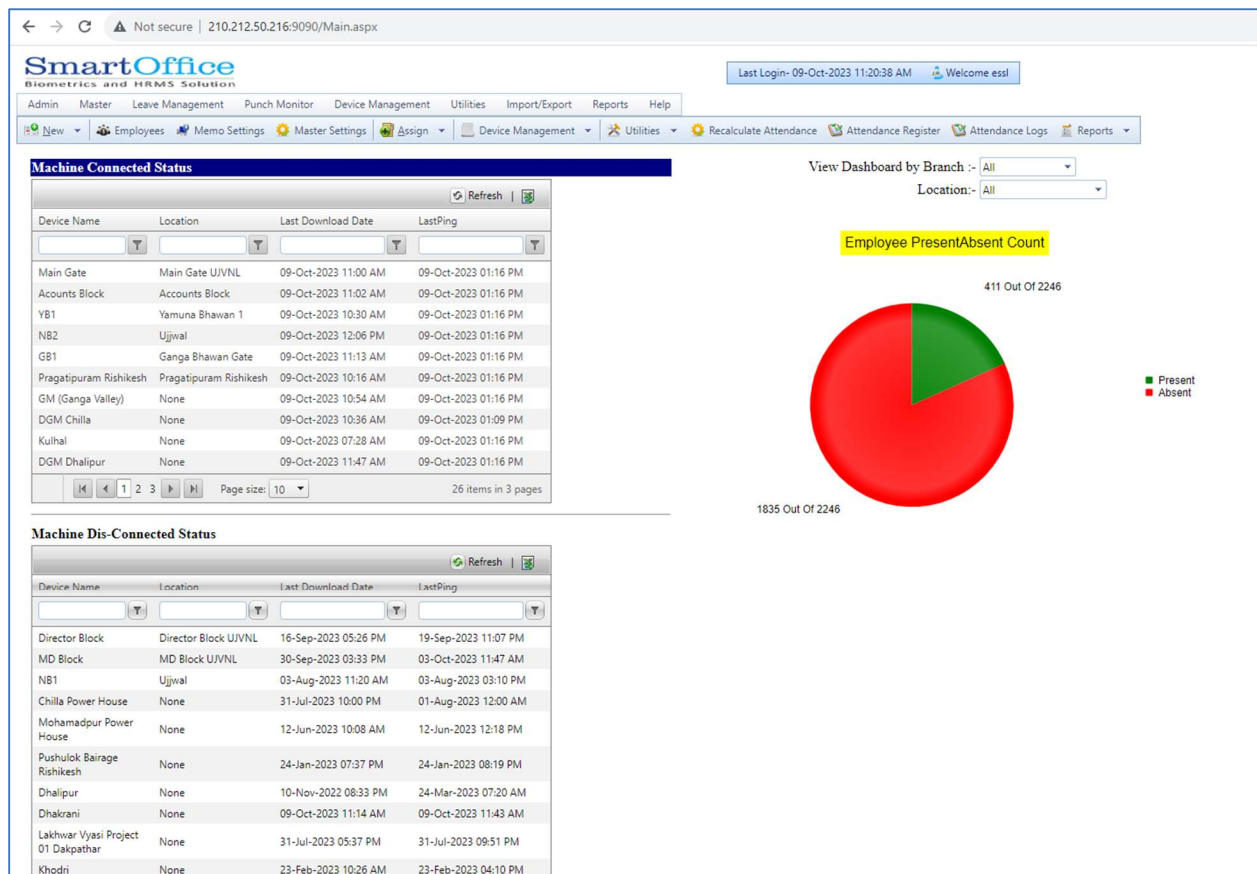 Not secure | 210.212.50.216:9090/Main.aspx
SmartOffice
Biometrics and HRMS Solution
Last Login- 09-Oct-2023 11:20:38 AM Welcome essl
Admin Master Leave Management Punch Monitor Device Management Utilities Import/Export Reports Help
New Employees Memo Settings Master Settings Assign Device Management Utilities Recalculate Attendance Attendance Register Attendance Logs Reports
Machine Connected Status
Refresh |
Device Name Location Last Download Date LastPing
Main Gate Main Gate UJVNL 09-Oct-2023 11:00 AM 09-Oct-2023 01:16 PM
Acounts Block Accounts Block 09-Oct-2023 11:02 AM 09-Oct-2023 01:16 PM
YB1 Yamuna Bhawan 1 09-Oct-2023 10:30 AM 09-Oct-2023 01:16 PM
NB2 Ujjwal 09-Oct-2023 12:06 PM 09-Oct-2023 01:16 PM
GB1 Ganga Bhawan Gate 09-Oct-2023 11:13 AM 09-Oct-2023 01:16 PM
Pragatipuram Rishikesh Pragatipuram Rishikesh 09-Oct-2023 10:16 AM 09-Oct-2023 01:16 PM
GM (Ganga Valley) None 09-Oct-2023 10:54 AM 09-Oct-2023 01:16 PM
DGM Chilla None 09-Oct-2023 10:36 AM 09-Oct-2023 01:09 PM
Kulhal None 09-Oct-2023 07:28 AM 09-Oct-2023 01:16 PM
DGM Dhalipur None 09-Oct-2023 11:47 AM 09-Oct-2023 01:16 PM
1 2 3 Page size: 10 26 items in 3 pages
Machine Dis-Connected Status
Refresh |
Device Name Location Last Download Date LastPing
Director Block Director Block UJVNL 16-Sep-2023 05:26 PM 19-Sep-2023 11:07 PM
MD Block MD Block UJVNL 30-Sep-2023 03:33 PM 03-Oct-2023 11:47 AM
NB1 Ujjwal 03-Aug-2023 11:20 AM 03-Aug-2023 03:10 PM
Chilla Power House None 31-Jul-2023 10:00 PM 01-Aug-2023 12:00 AM
Mohamadpur Power
House None 12-Jun-2023 10:08 AM 12-Jun-2023 12:18 PM
Pushulok Bairage
Rishikesh None 24-Jan-2023 07:37 PM 24-Jan-2023 08:19 PM
Dhalipur None 10-Nov-2022 08:33 PM 24-Mar-2023 07:20 AM
Dhakrani None 09-Oct-2023 11:14 AM 09-Oct-2023 11:43 AM
Lakhwar Vyasi Project
01 Dakpathar None 31-Jul-2023 05:37 PM 31-Jul-2023 09:51 PM
Khodri None 23-Feb-2023 10:26 AM 23-Feb-2023 04:10 PM
View Dashboard by Branch :- All
Location:- All
Employee PresentAbsent Count
411 Out Of 2246
Present
Absent
1835 Out Of 2246